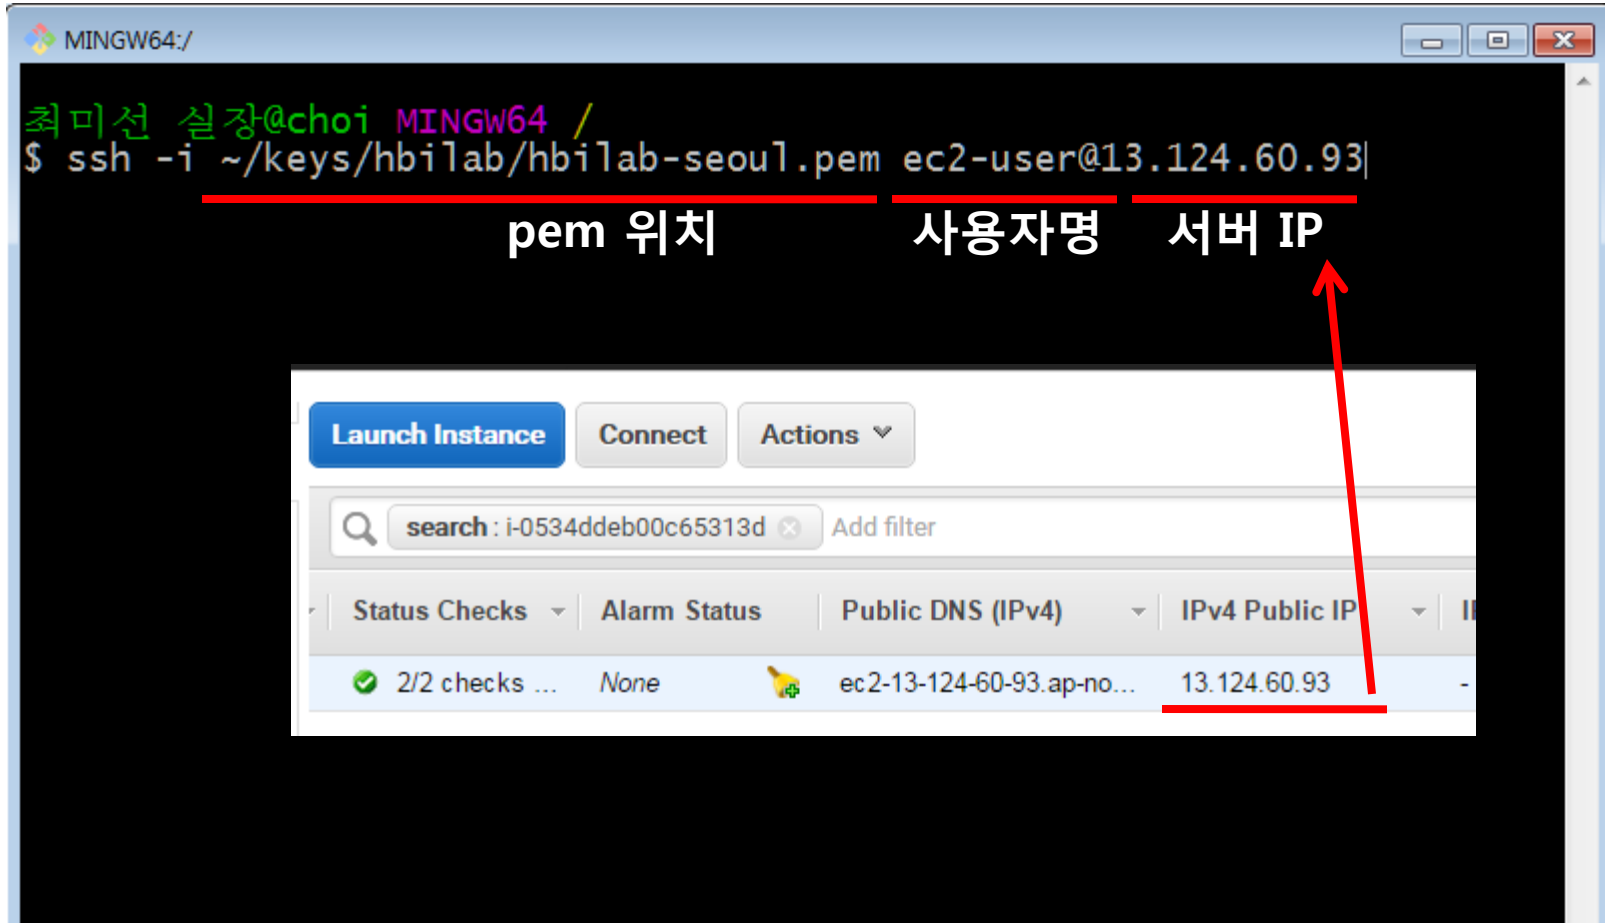 MINGW64:/
최미선 실장@choi MINGW64 /
$ ssh -i ~/keys/hbilab/hbilab-seoul.pem ec2-user@13.124.60.93
pem 위치 사용자명 서버 IP
Launch Instance Connect Actions
search : i-0534ddeb00c65313d Add filter
Status Checks Alarm Status Public DNS (IPv4) IPv4 Public IP
2/2 checks ... None ec2-13-124-60-93.ap-no... 13.124.60.93 -